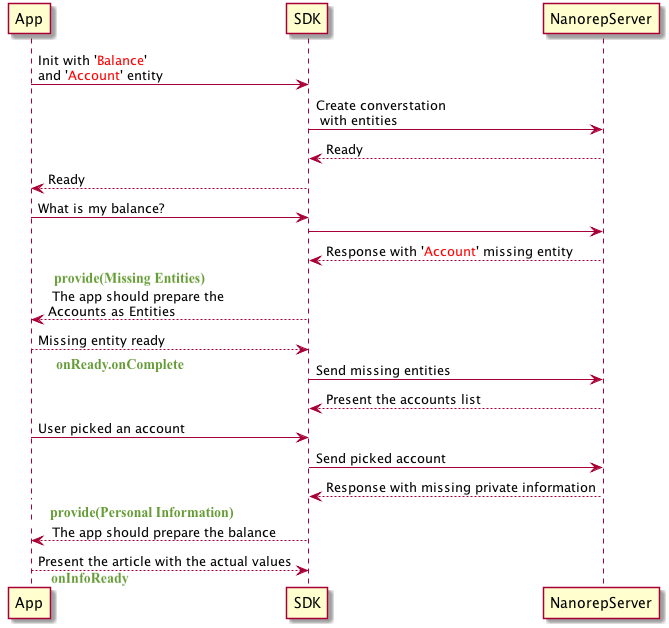 App SDK NanorepServer
Init with 'Balance'
and 'Account' entity
Create converstation
with entities
Ready
Ready
What is my balance?
Response with 'Account' missing entity
provide(Missing Entities)
The app should prepare the
Accounts as Entities
Missing entity ready
onReady.onComplete
Send missing entities
Present the accounts list
User picked an account
Send picked account
Response with missing private information
provide(Personal Information)
The app should prepare the balance
Present the article with the actual values
onInfoReady
App SDK NanorepServer